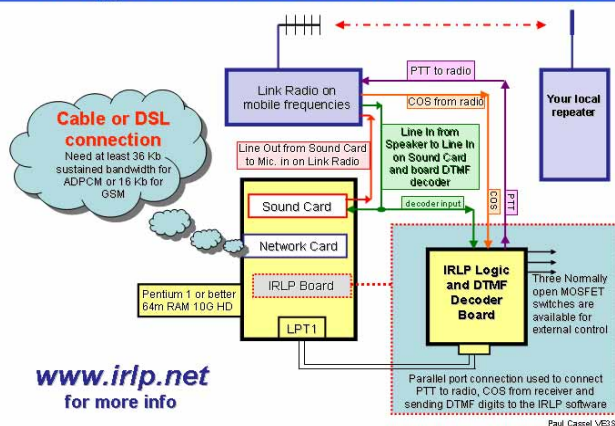 Link Radio on
mobile frequencies
PTT to radio
COS from radio
Your local
repeater
Cable or DSL
connection
Need at least 36 Kb
sustained bandwidth for
ADPCM or 16 Kb for
GSM
Line Out from Sound Card
to Mic. in on Link Radio
Line In from
Speaker to Line In
on Sound Card
and board DTMF
decoder
decoder input
COS
PTT
Sound Card
Network Card
IRLP Board
LPT1
Pentium 1 or better
64m RAM 10G HD
IRLP Logic
and DTMF
Decoder
Board
Three Normally
open MOSFET
switches are
available for
external control
Parallel port connection used to connect
PTT to radio, COS from receiver and
sending DTMF digits to the IRLP software
www.irlp.net
for more info
Paul Cassel